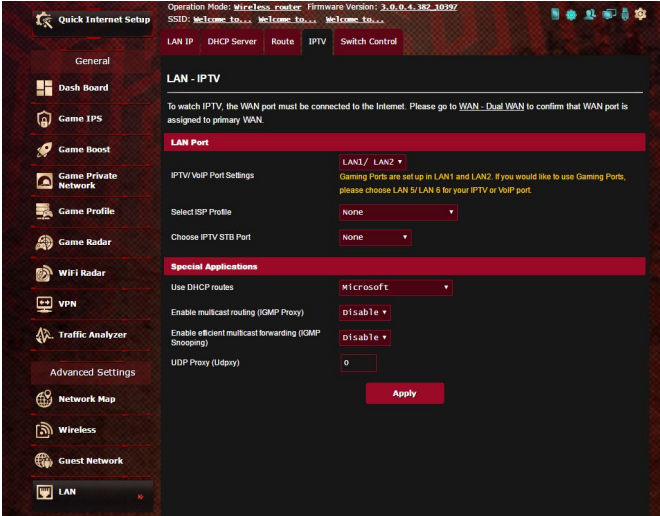 Quick Internet Setup
Operation Mode: Wireless router Firmware Version: 3.0.0.4.382_10397
SSID: Welcome to... Welcome to... Welcome to...
LAN IP DHCP Server Route IPTV Switch Control
General
Dash Board
Game IPS
Game Boost
Game Private
Network
Game Profile
Game Radar
WiFi Radar
VPN
Traffic Analyzer
Advanced Settings
Network Map
Wireless
Guest Network
LAN
LAN - IPTV
To watch IPTV, the WAN port must be connected to the Internet. Please go to WAN - Dual WAN to confirm that WAN port is
assigned to primary WAN.
LAN Port
IPTV/ VoIP Port Settings
LAN1/ LAN2
Gaming Ports are set up in LAN1 and LAN2. If you would like to use Gaming Ports,
please choose LAN 5/ LAN 6 for your IPTV or VoIP port.
Select ISP Profile None
Choose IPTV STB Port None
Special Applications
Use DHCP routes Microsoft
Enable multicast routing (IGMP Proxy) Disable
Enable efficient multicast forwarding (IGMP
Snooping)
Disable
UDP Proxy (Udpxy) 0
Apply